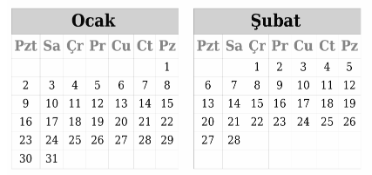 Ocak
Pzt Sa Çr Pr Cu Ct Pz
1
2 3 4 5 6 7 8
9 10 11 12 13 14 15
16 17 18 19 20 21 22
23 24 25 26 27 28 29
30 31
Şubat
Pzt Sa Çr Pr Cu Ct Pz
1 2 3 4 5
6 7 8 9 10 11 12
13 14 15 16 17 18 19
20 21 22 23 24 25 26
27 28